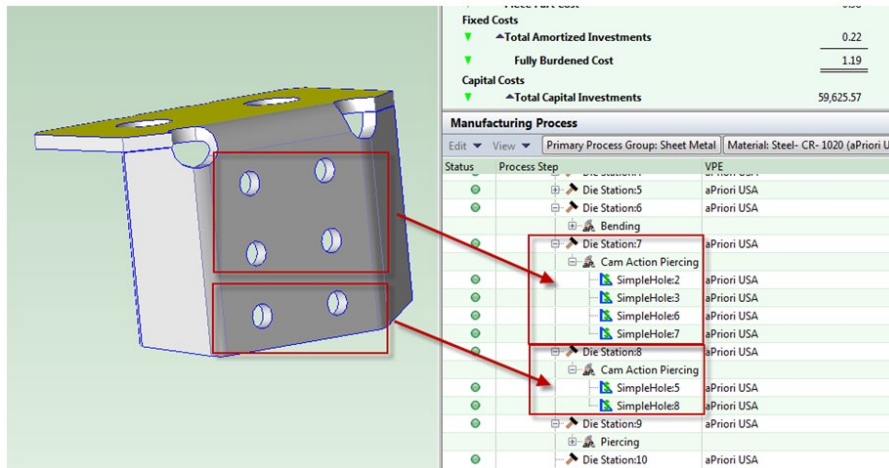 Piece Part Cost 0.98
Fixed Costs
Total Amortized Investments 0.22
Fully Burdened Cost 1.19
Capital Costs
Total Capital Investments 59,625.57
Manufacturing Process
Edit View Primary Process Group: Sheet Metal Material: Steel- CR- 1020 (aPriori U
Status Process Step VPE
Die Station:5 aPriori USA
Die Station:6 aPriori USA
Bending
Die Station:7 aPriori USA
Cam Action Piercing
SimpleHole:2 aPriori USA
SimpleHole:3 aPriori USA
SimpleHole:6 aPriori USA
SimpleHole:7 aPriori USA
Die Station:8 aPriori USA
Cam Action Piercing
SimpleHole:5 aPriori USA
SimpleHole:8 aPriori USA
Die Station:9 aPriori USA
Piercing
Die Station:10 aPriori USA